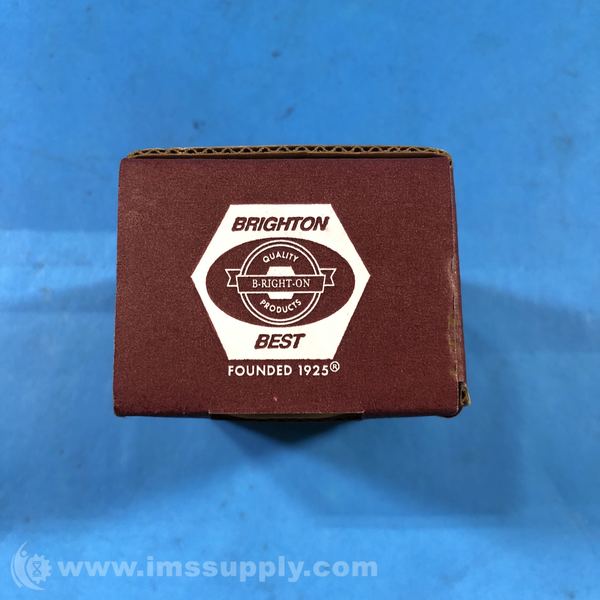 BRIGHTON
QUALITY
B-RIGHT-ON
PRODUCTS
BEST
FOUNDED 1925®
www.imssupply.com